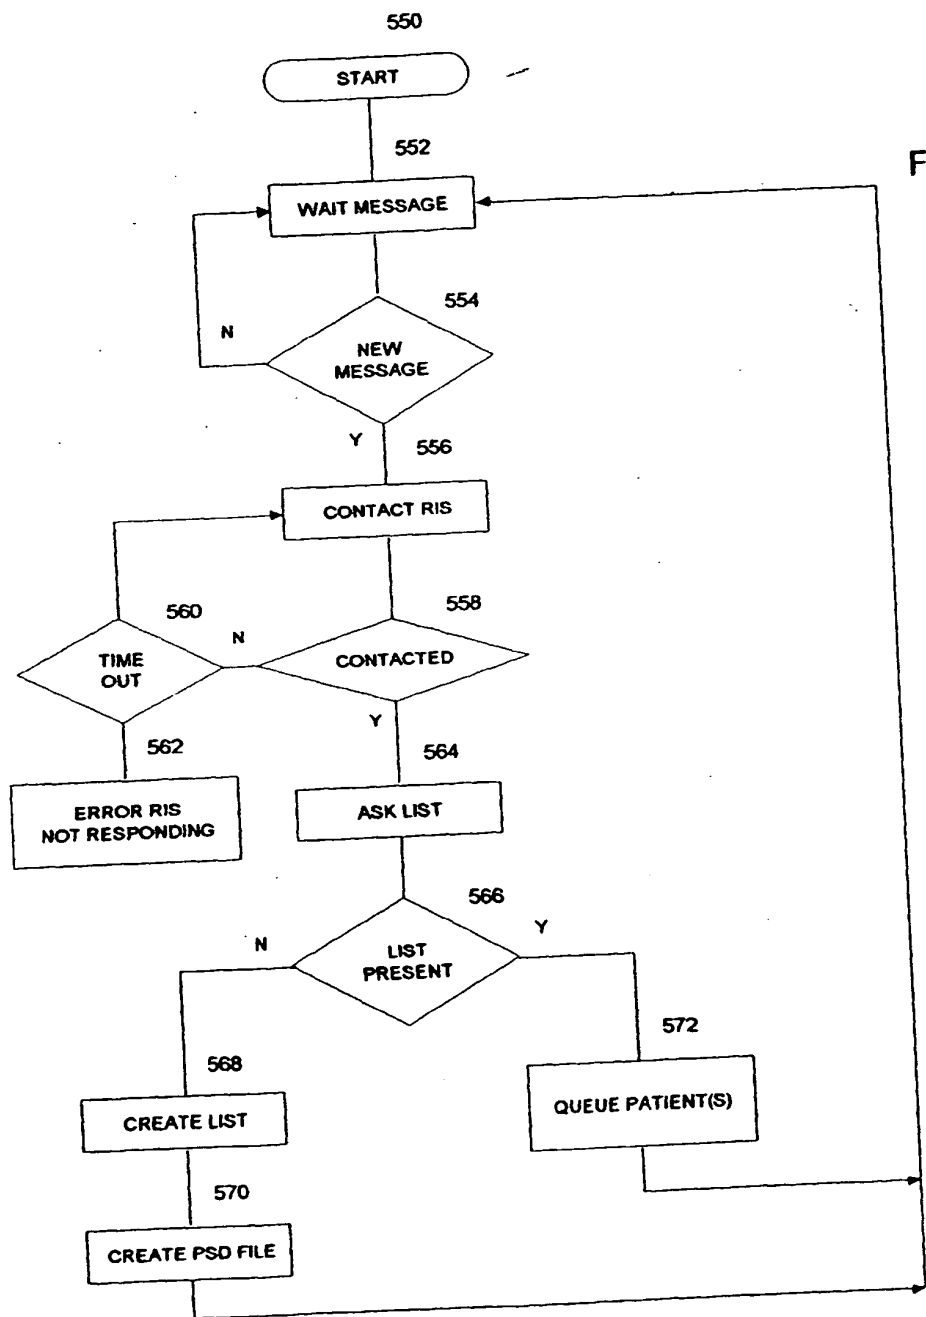 550
START
552
WAIT MESSAGE
F
554
N
NEW
MESSAGE
Y
556
CONTACT RIS
560
558
N
TIME
OUT
CONTACTED
Y
562
564
ERROR RIS
NOT RESPONDING
ASK LIST
566
N
Y
LIST
PRESENT
572
568
QUEUE PATIENT(S)
CREATE LIST
570
CREATE PSD FILE